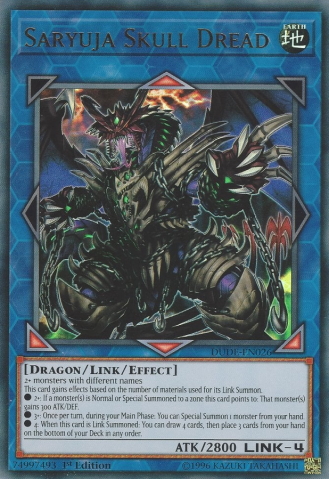 SARYUJA SKULL DREAD
EARTH
地
DUDE-EN026
[DRAGON/LINK/EFFECT]
2+ monsters with different names
This card gains effects based on the number of materials used for its Link Summon.
● 2+: If a monster(s) is Normal or Special Summoned to a zone this card points to: That monster(s)
gains 300 ATK/DEF.
● 3+: Once per turn, during your Main Phase: You can Special Summon 1 monster from your hand.
● 4: When this card is Link Summoned: You can draw 4 cards, then place 3 cards from your hand
on the bottom of your Deck in any order.
ATK/2800 LINK-4
74997493 1st Edition ©1996 KAZUKI TAKAHASHI